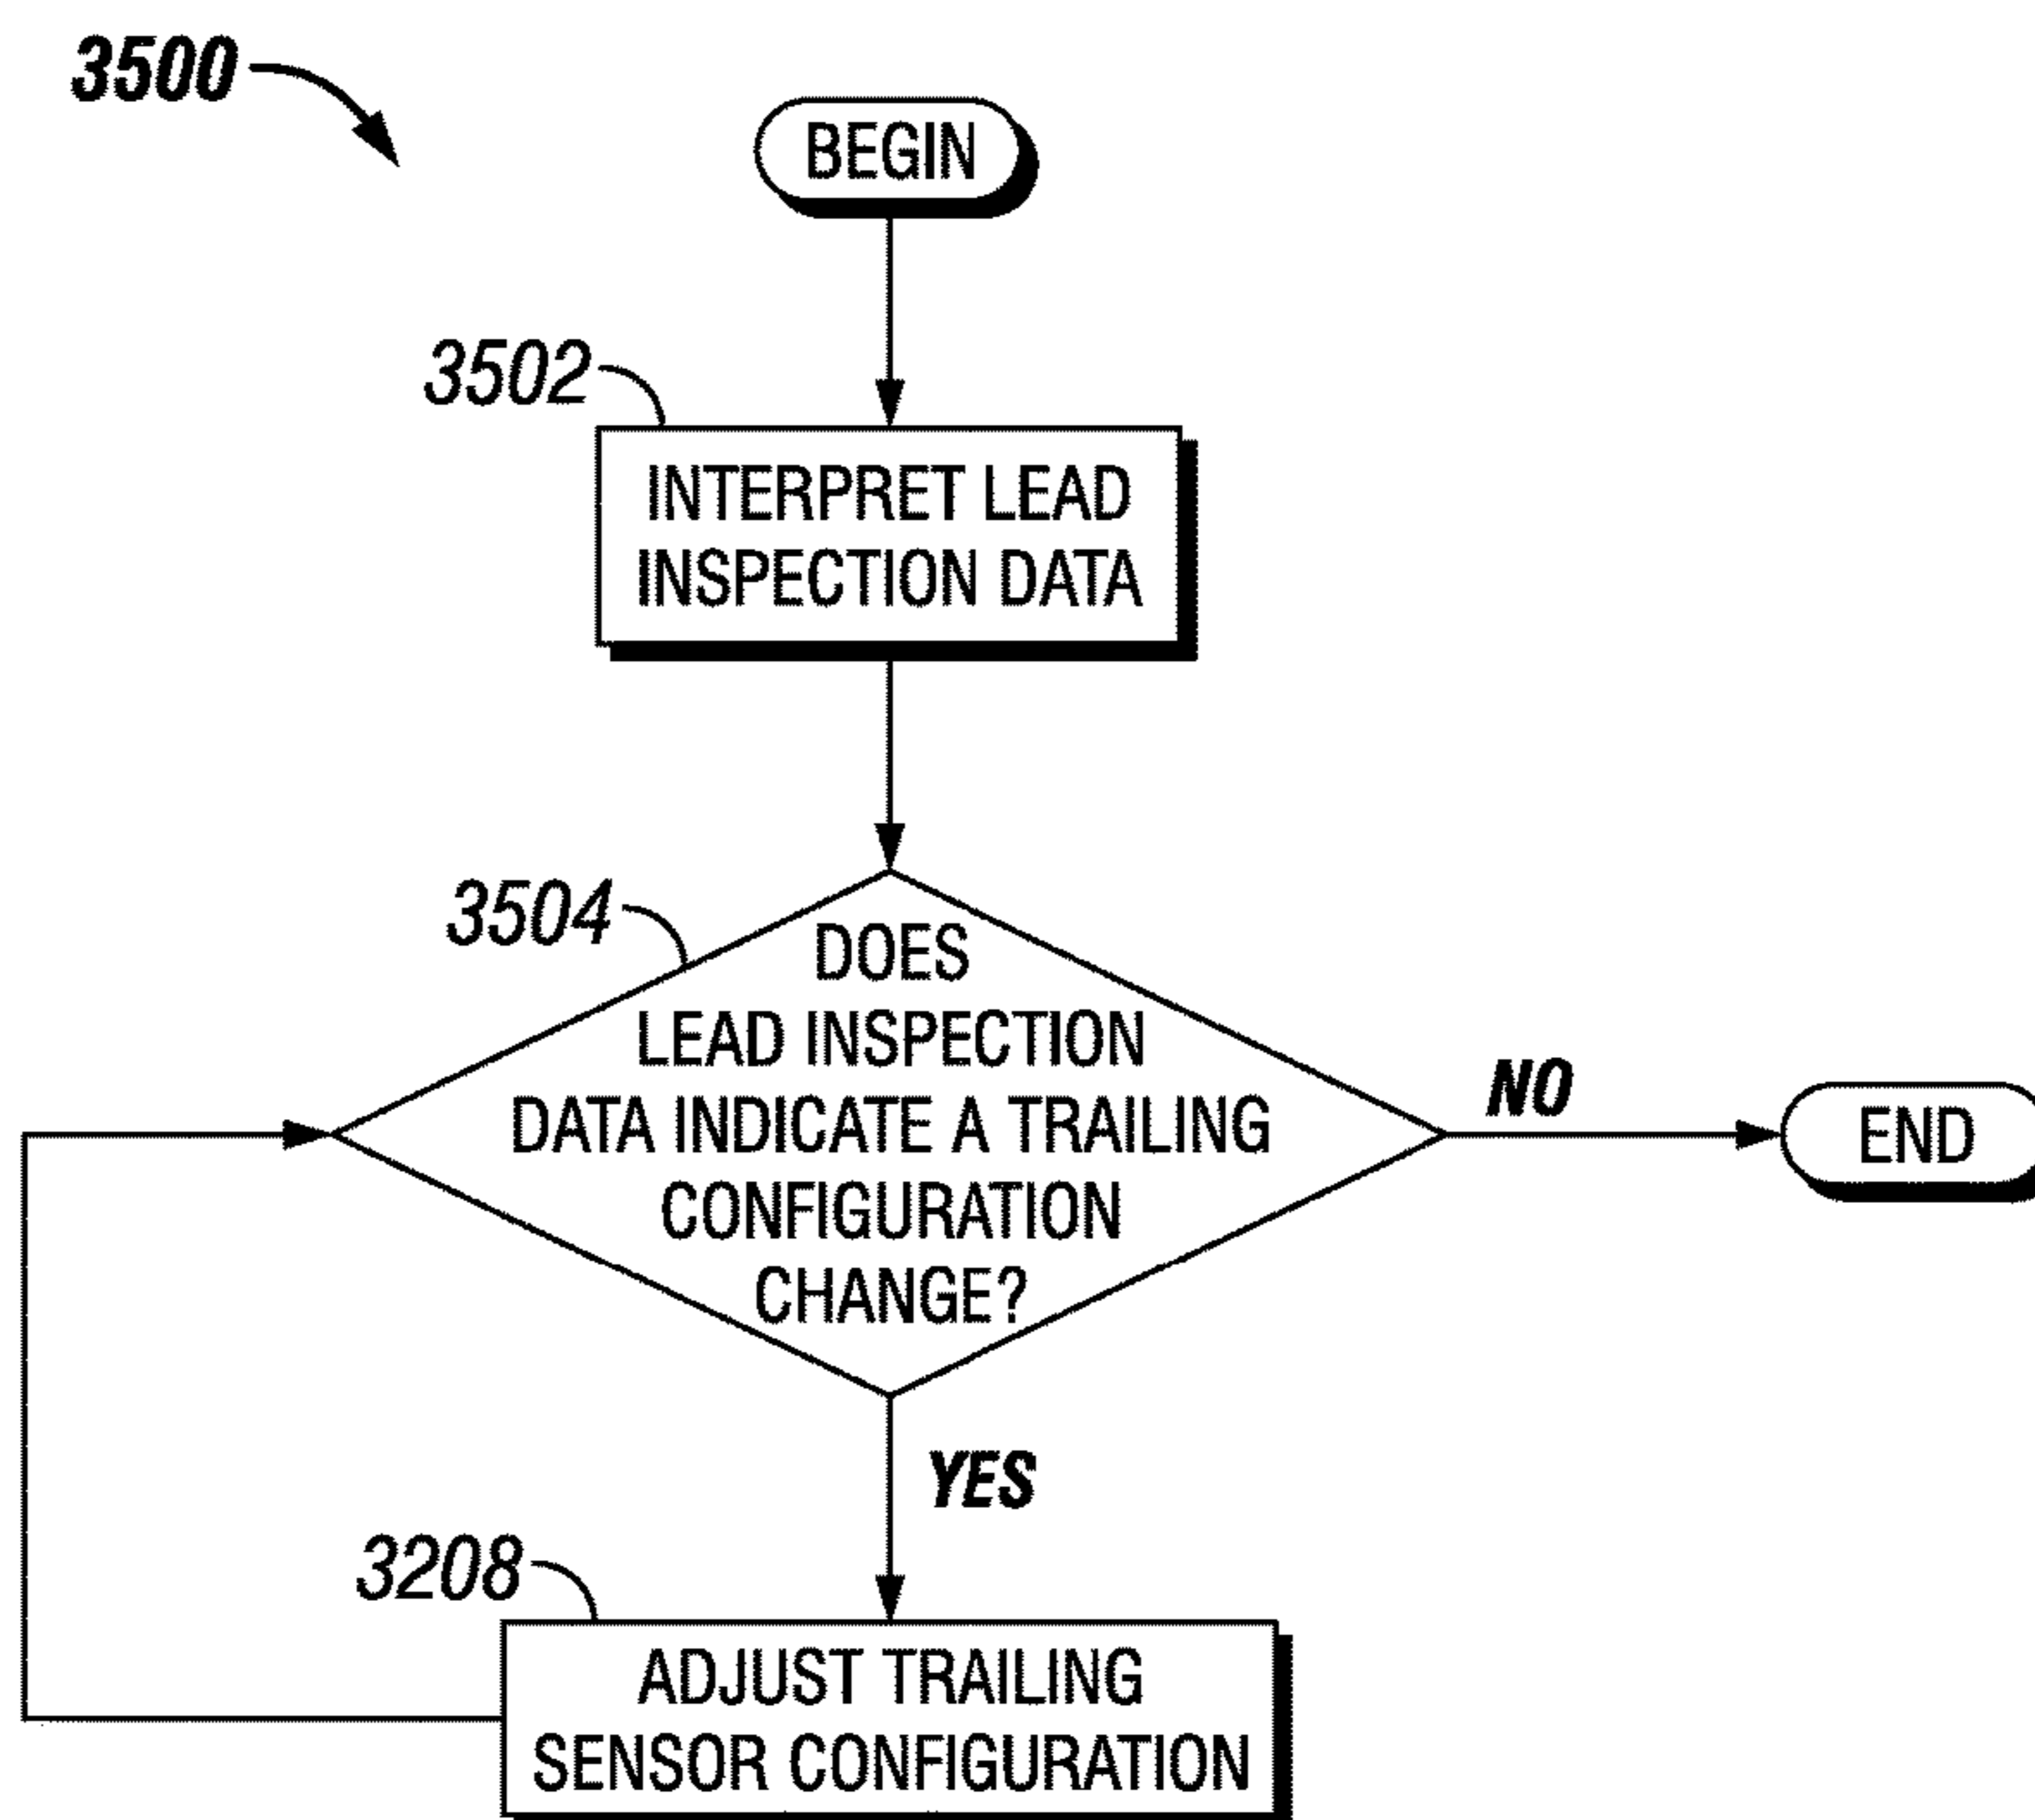 3500
BEGIN
3502
INTERPRET LEAD
INSPECTION DATA
3504
DOES
LEAD INSPECTION
DATA INDICATE A TRAILING
CONFIGURATION
CHANGE?
NO
END
YES
3208
ADJUST TRAILING
SENSOR CONFIGURATION